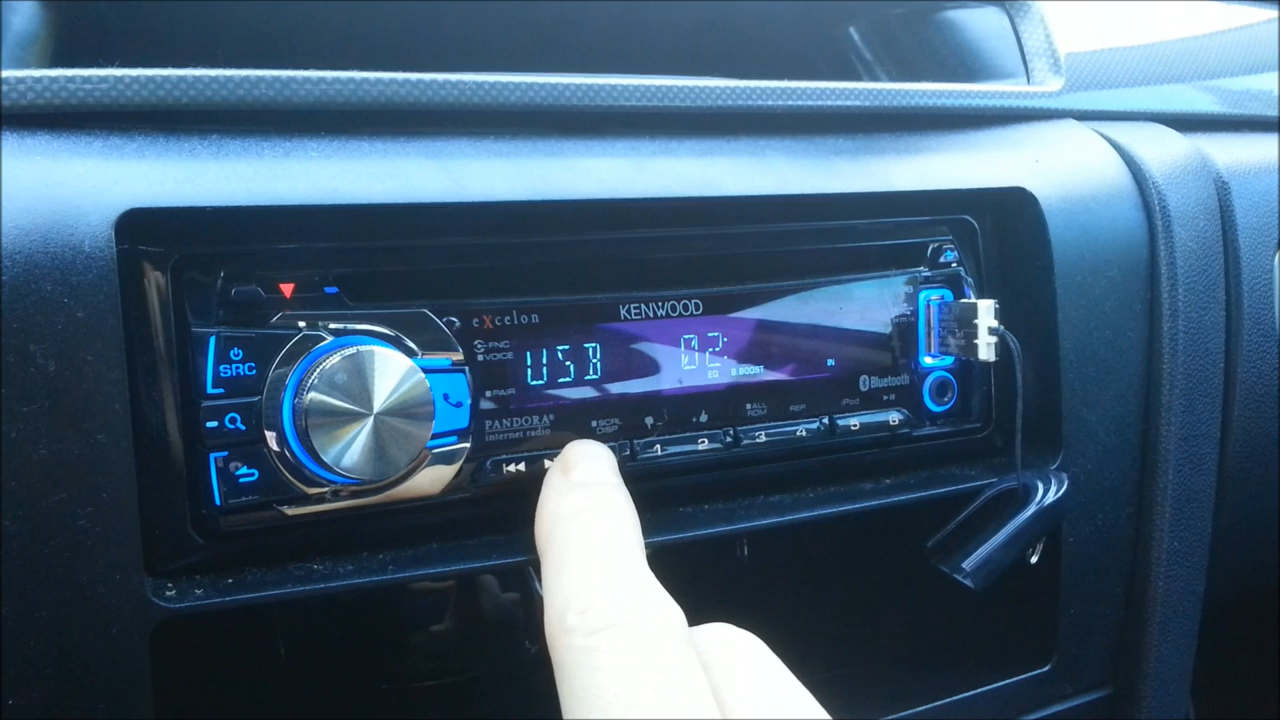 eXcelon
KENWOOD
FNC
VOICE
SRC
USB
02:
EQ
B.BOOST
IN
PAIR
Bluetooth
PANDORA®
internet radio
SCRL
DISP
ALL
RDM
REP
iPod
1
2
3
4
5
6